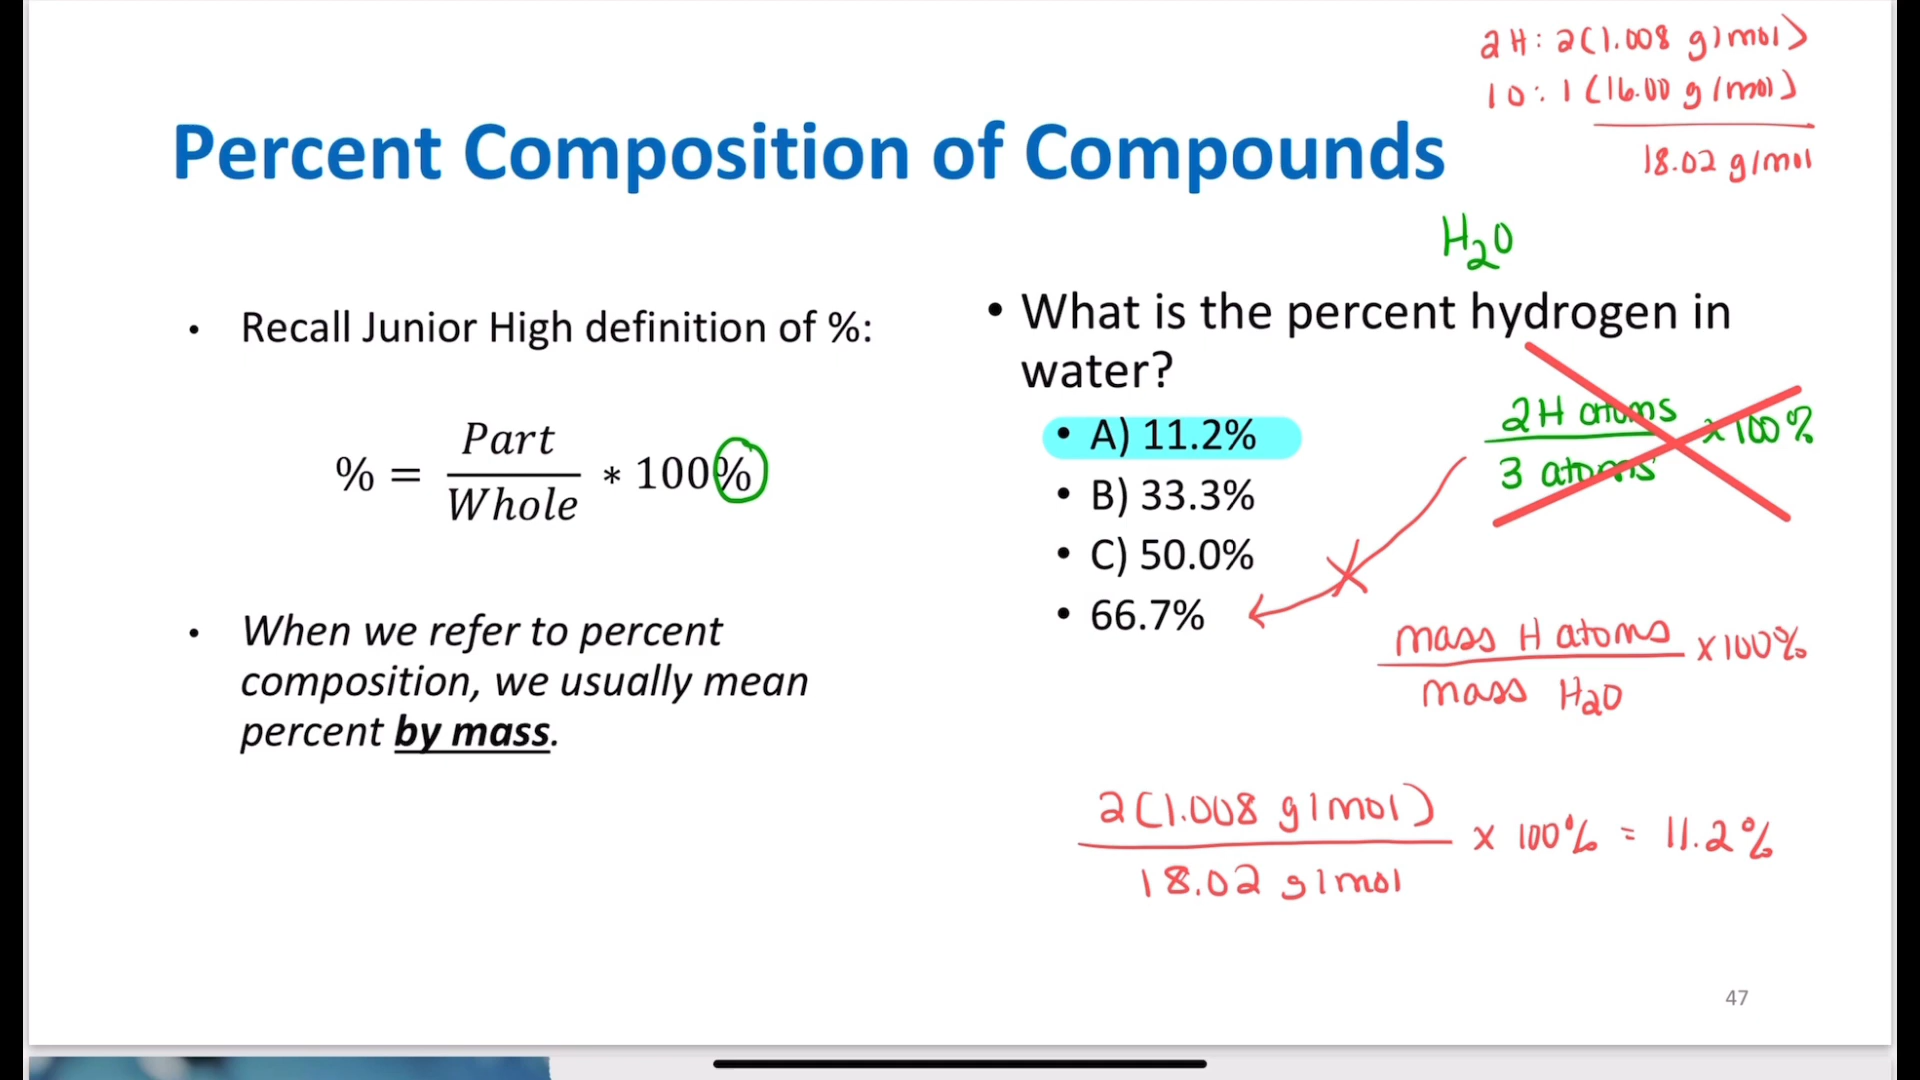 2H: 2(1.008 g/mol)
1O: 1(16.00 g/mol)
18.02 g/mol
Percent Composition of Compounds
H₂O
• Recall Junior High definition of %:
% = Part / Whole * 100%
• When we refer to percent
composition, we usually mean
percent by mass.
• What is the percent hydrogen in
water?
• A) 11.2%
• B) 33.3%
• C) 50.0%
• 66.7%
2H atoms
3 atoms
x 100%
mass H atoms
mass H₂O
x 100%
2(1.008 g/mol)
18.02 g/mol
x 100% = 11.2%
47